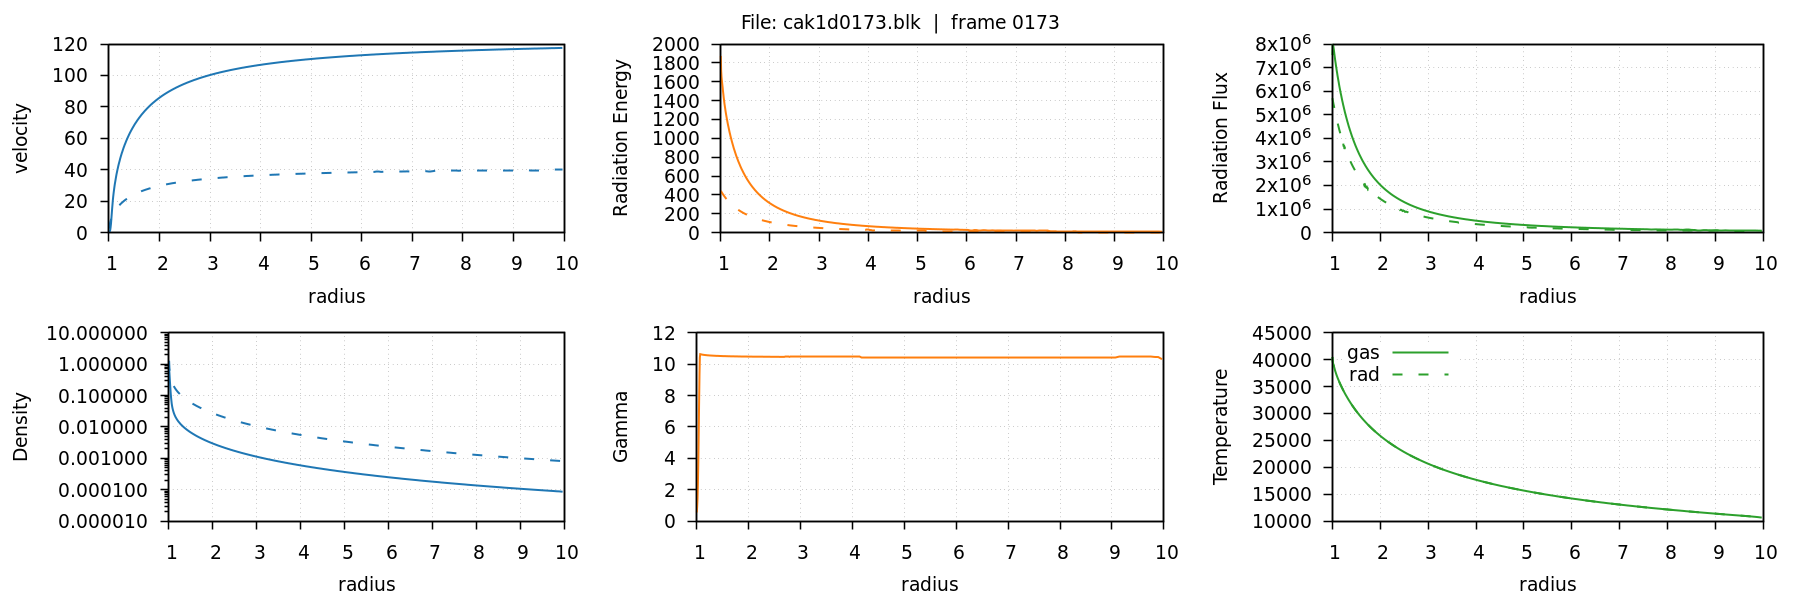 File: cak1d0173.blk | frame 0173
velocity
120
100
80
60
40
20
0
1 2 3 4 5 6 7 8 9 10
radius
Radiation Energy
2000
1800
1600
1400
1200
1000
800
600
400
200
0
1 2 3 4 5 6 7 8 9 10
radius
Radiation Flux
8x10⁶
7x10⁶
6x10⁶
5x10⁶
4x10⁶
3x10⁶
2x10⁶
1x10⁶
0
1 2 3 4 5 6 7 8 9 10
radius
Density
10.000000
1.000000
0.100000
0.010000
0.001000
0.000100
0.000010
1 2 3 4 5 6 7 8 9 10
radius
Gamma
12
10
8
6
4
2
0
1 2 3 4 5 6 7 8 9 10
radius
Temperature
45000
40000
35000
30000
25000
20000
15000
10000
gas
rad
1 2 3 4 5 6 7 8 9 10
radius